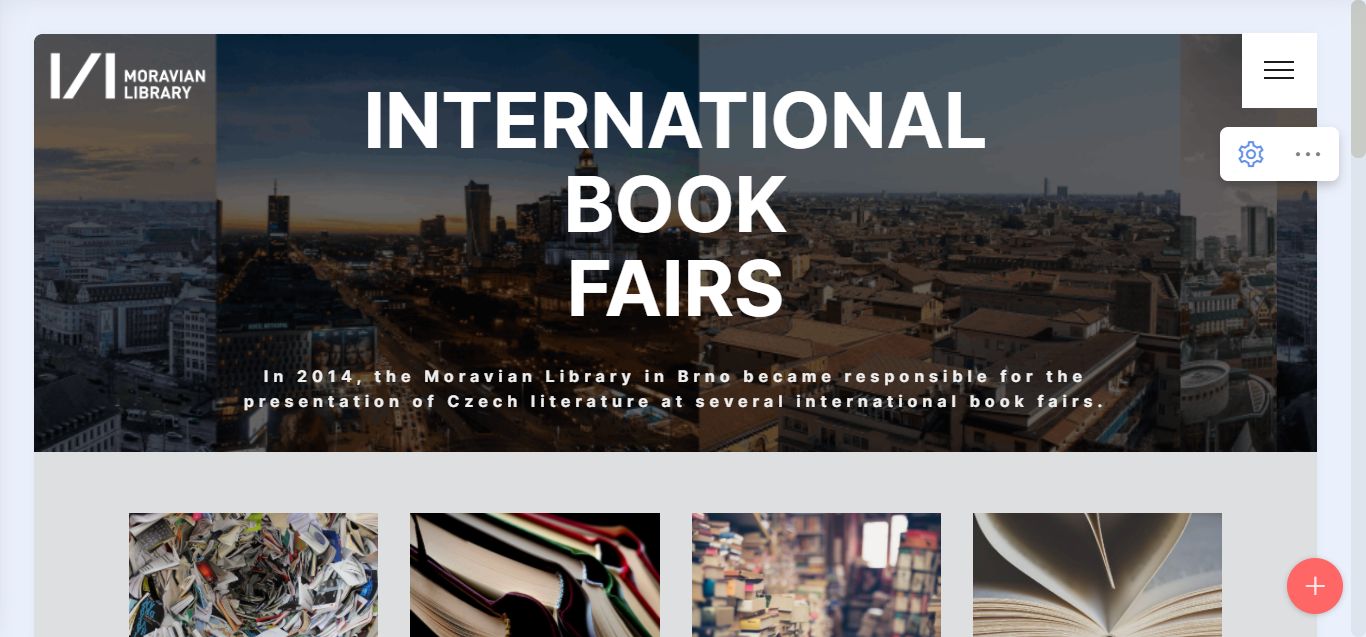 MORAVIAN
LIBRARY
INTERNATIONAL
BOOK
FAIRS
In 2014, the Moravian Library in Brno became responsible for the
presentation of Czech literature at several international book fairs.